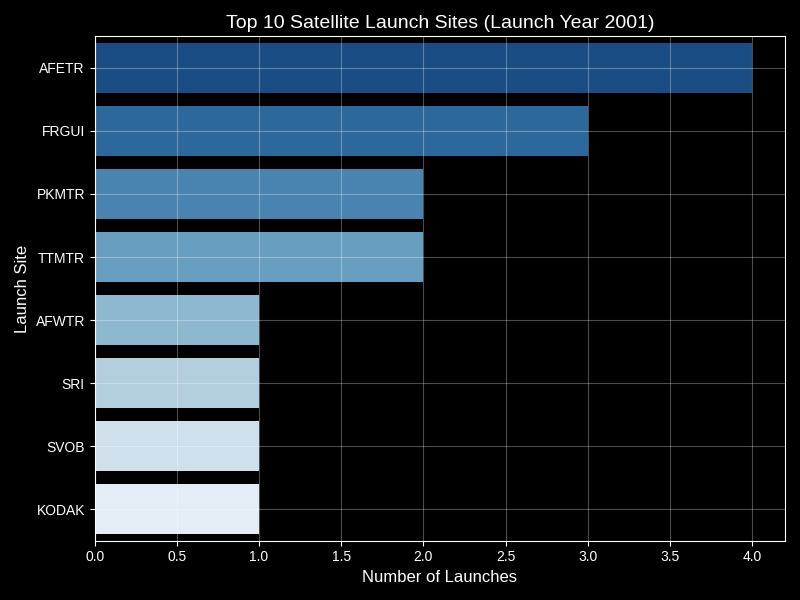 Top 10 Satellite Launch Sites (Launch Year 2001)
Launch Site
AFETR
FRGUI
PKMTR
TTMTR
AFWTR
SRI
SVOB
KODAK
0.0 0.5 1.0 1.5 2.0 2.5 3.0 3.5 4.0
Number of Launches